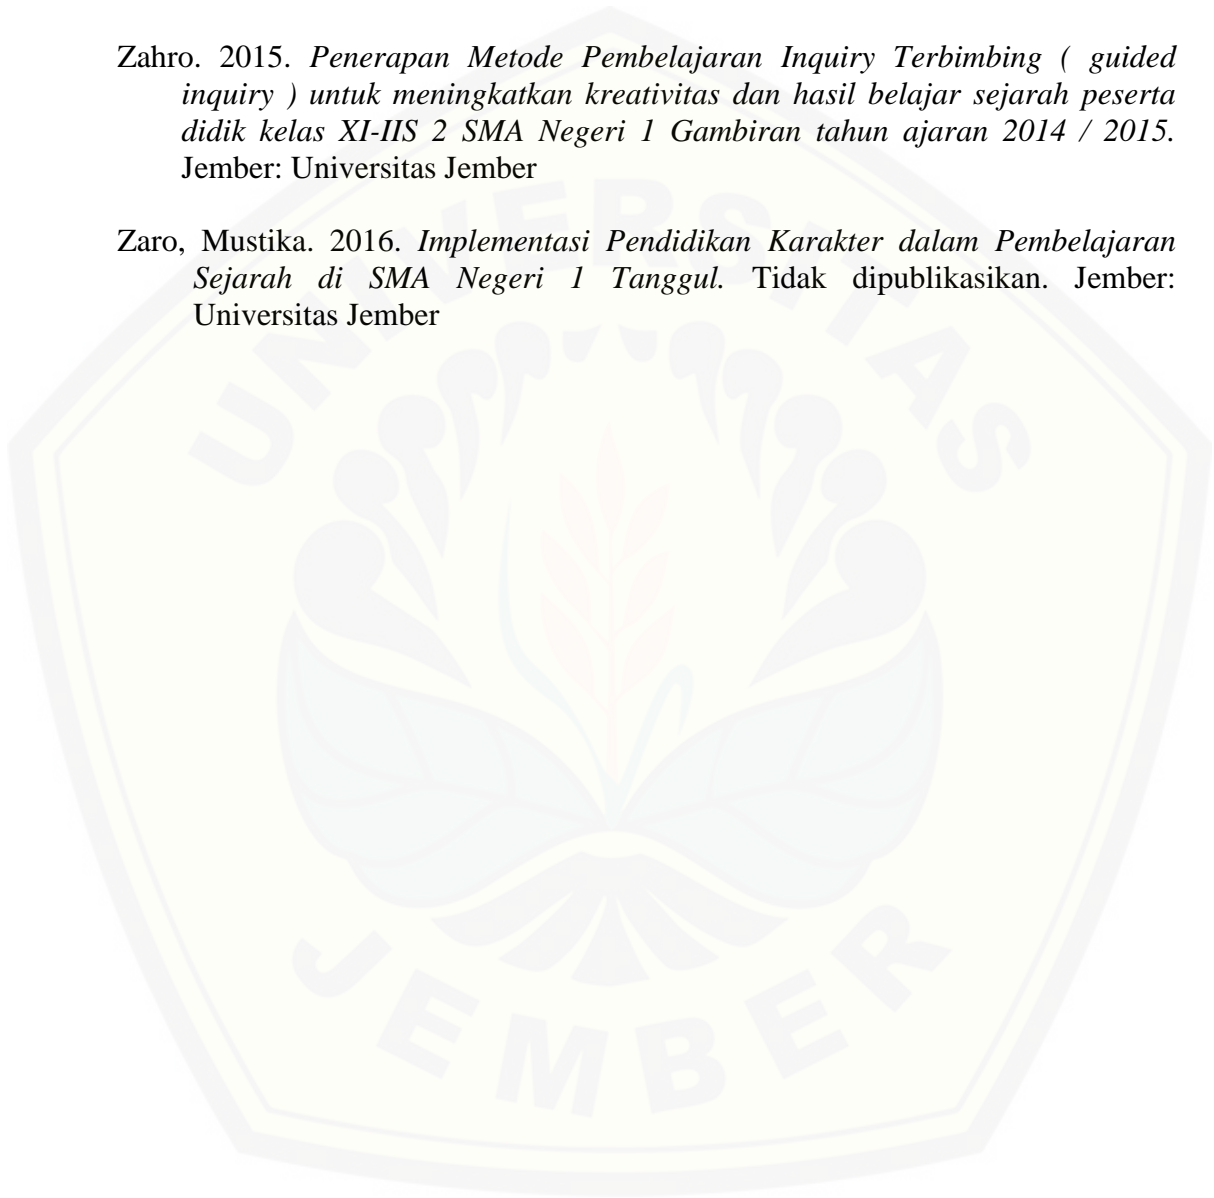 Zahro. 2015. Penerapan Metode Pembelajaran Inquiry Terbimbing ( guided
inquiry ) untuk meningkatkan kreativitas dan hasil belajar sejarah peserta
didik kelas XI-IIS 2 SMA Negeri 1 Gambiran tahun ajaran 2014 / 2015.
Jember: Universitas Jember
Zaro, Mustika. 2016. Implementasi Pendidikan Karakter dalam Pembelajaran
Sejarah di SMA Negeri 1 Tanggul. Tidak dipublikasikan. Jember:
Universitas Jember
UNIVERSITAS
JEMBER